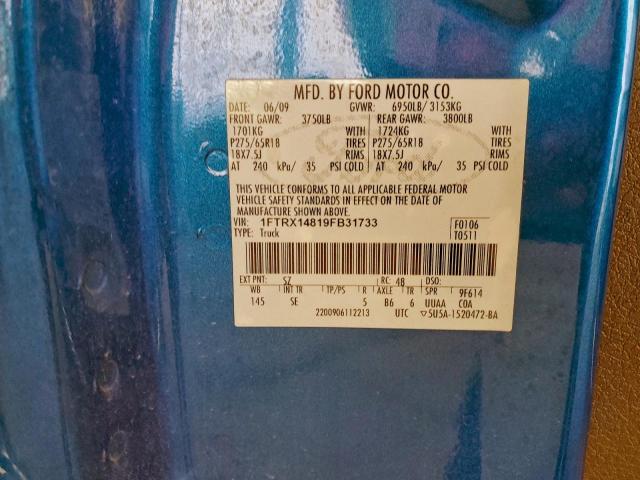 MFD. BY FORD MOTOR CO.
DATE: 06/09 GVWR: 6950LB/ 3153KG
FRONT GAWR: 3750LB REAR GAWR: 3800LB
1701KG WITH 1724KG WITH
P275/65R18 TIRES P275/65R18 TIRES
18X7.5J RIMS 18X7.5J RIMS
AT 240 kPa/ 35 PSI COLD AT 240 kPa/ 35 PSI COLD
THIS VEHICLE CONFORMS TO ALL APPLICABLE FEDERAL MOTOR
VEHICLE SAFETY STANDARDS IN EFFECT ON THE DATE OF
MANUFACTURE SHOWN ABOVE.
VIN: 1FTRX14819FB31733 F0106
TYPE: Truck T0511
EXT PNT: SZ RC: 48 DSO:
WB INT TR TP/PS R AXLE TR SPR 9F614
145 SE 5 B6 6 UUAA COA
2200906112213 UTC ▽5U5A-1520472-BA